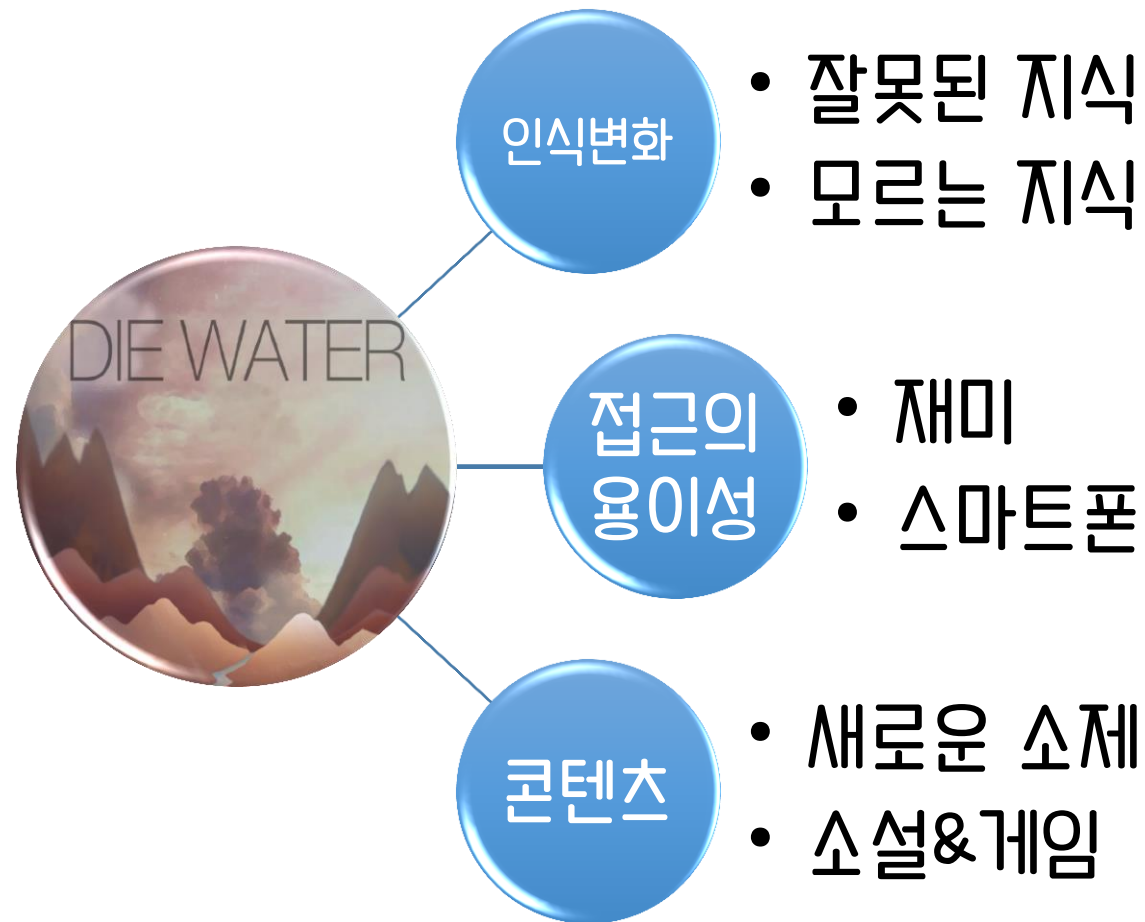 DIE WATER
인식변화
• 잘못된 지식
• 모르는 지식
접근의
용이성
• 재미
• 스마트폰
콘텐츠
• 새로운 소제
• 소설&게임